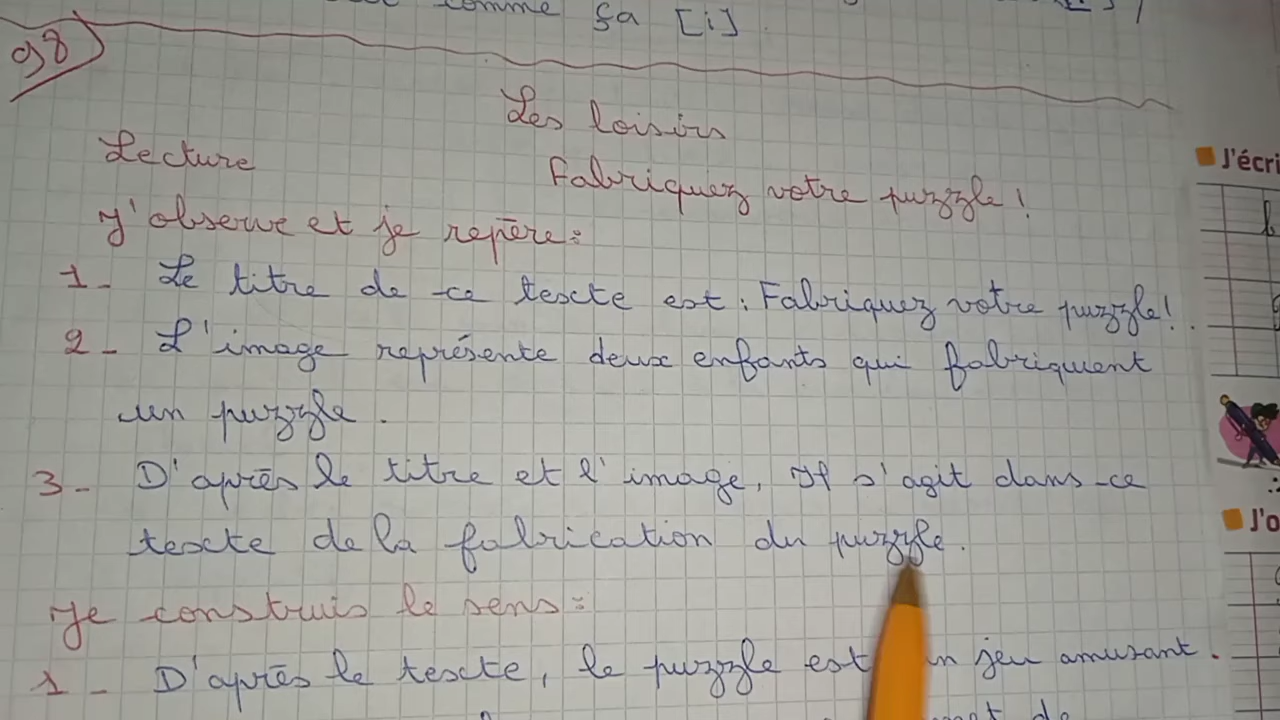 comme ça [i]
98
Les loisirs
Lecture
Fabriquez votre puzzle !
J'observe et je repère :
1 - Le titre de ce texte est : Fabriquez votre puzzle ! .
2 - L'image représente deux enfants qui fabriquent
un puzzle .
3 - D'après le titre et l'image, Il s'agit dans ce
texte de la fabrication du puzzle .
Je construis le sens :
1 - D'après le texte, le puzzle est un jeu amusant .
de
J'écri
J'o